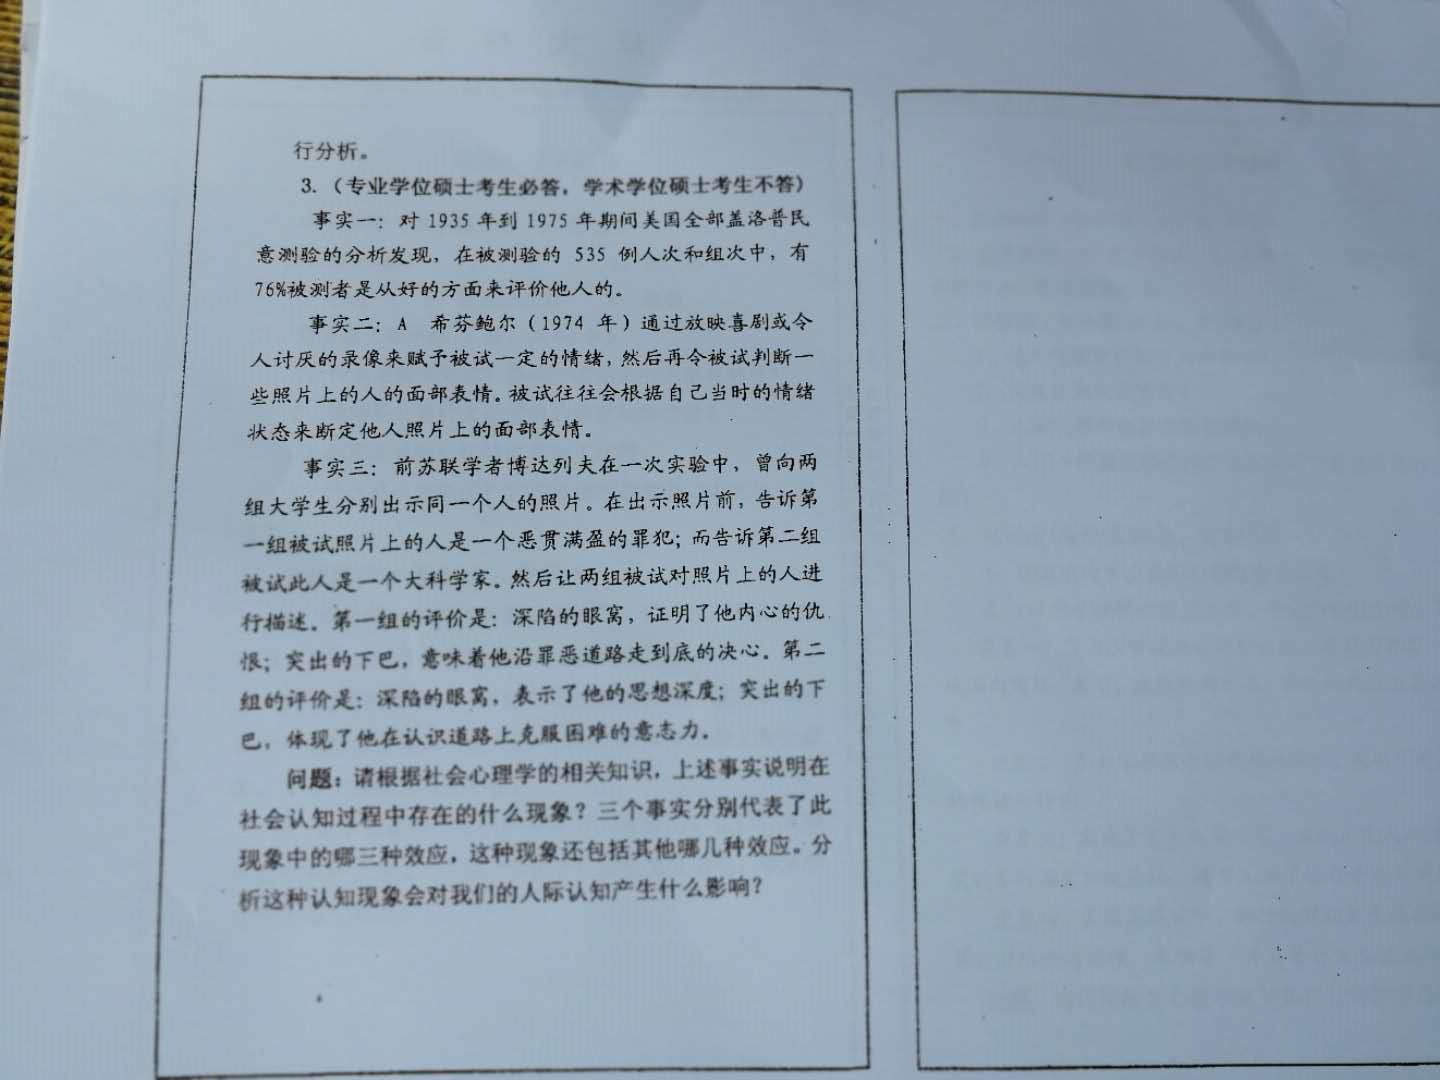 行分析。
3.（专业学位硕士考生必答，学术学位硕士考生不答）
事实一：对 1935 年到 1975 年期间美国全部盖洛普民
意测验的分析发现，在被测验的 535 例人次和组次中，有
76%被测者是从好的方面来评价他人的。
事实二：A 希芬鲍尔（1974 年）通过放映喜剧或令
人讨厌的录像来赋予被试一定的情绪，然后再令被试判断一
些照片上的人的面部表情。被试往往会根据自己当时的情绪
状态来断定他人照片上的面部表情。
事实三：前苏联学者博达列夫在一次实验中，曾向两
组大学生分别出示同一个人的照片。在出示照片前，告诉第
一组被试照片上的人是一个恶贯满盈的罪犯；而告诉第二组
被试此人是一个大科学家。然后让两组被试对照片上的人进
行描述。第一组的评价是：深陷的眼窝，证明了他内心的仇
恨；突出的下巴，意味着他沿罪恶道路走到底的决心。第二
组的评价是：深陷的眼窝，表示了他的思想深度；突出的下
巴，体现了他在认识道路上克服困难的意志力。
问题：请根据社会心理学的相关知识，上述事实说明在
社会认知过程中存在的什么现象？三个事实分别代表了此
现象中的哪三种效应，这种现象还包括其他哪几种效应。分
析这种认知现象会对我们的人际认知产生什么影响？